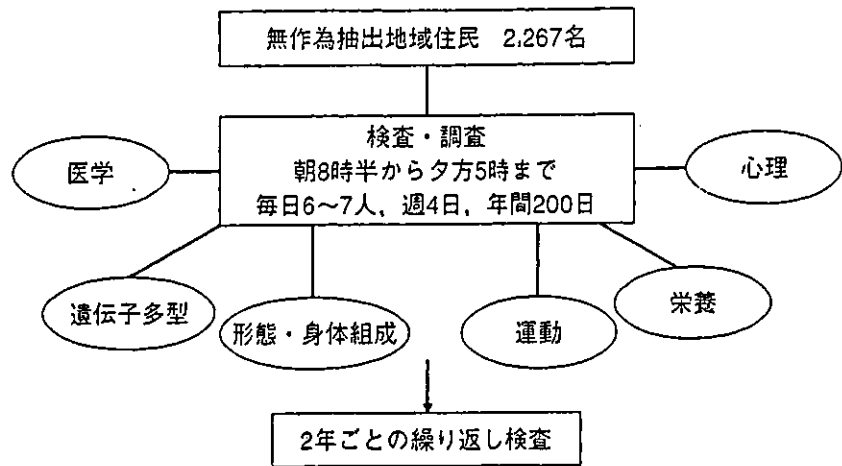 無作為抽出地域住民 2,267名
検査・調査
朝8時半から夕方5時まで
毎日6〜7人，週4日，年間200日
医学
心理
遺伝子多型
形態・身体組成
運動
栄養
2年ごとの繰り返し検査